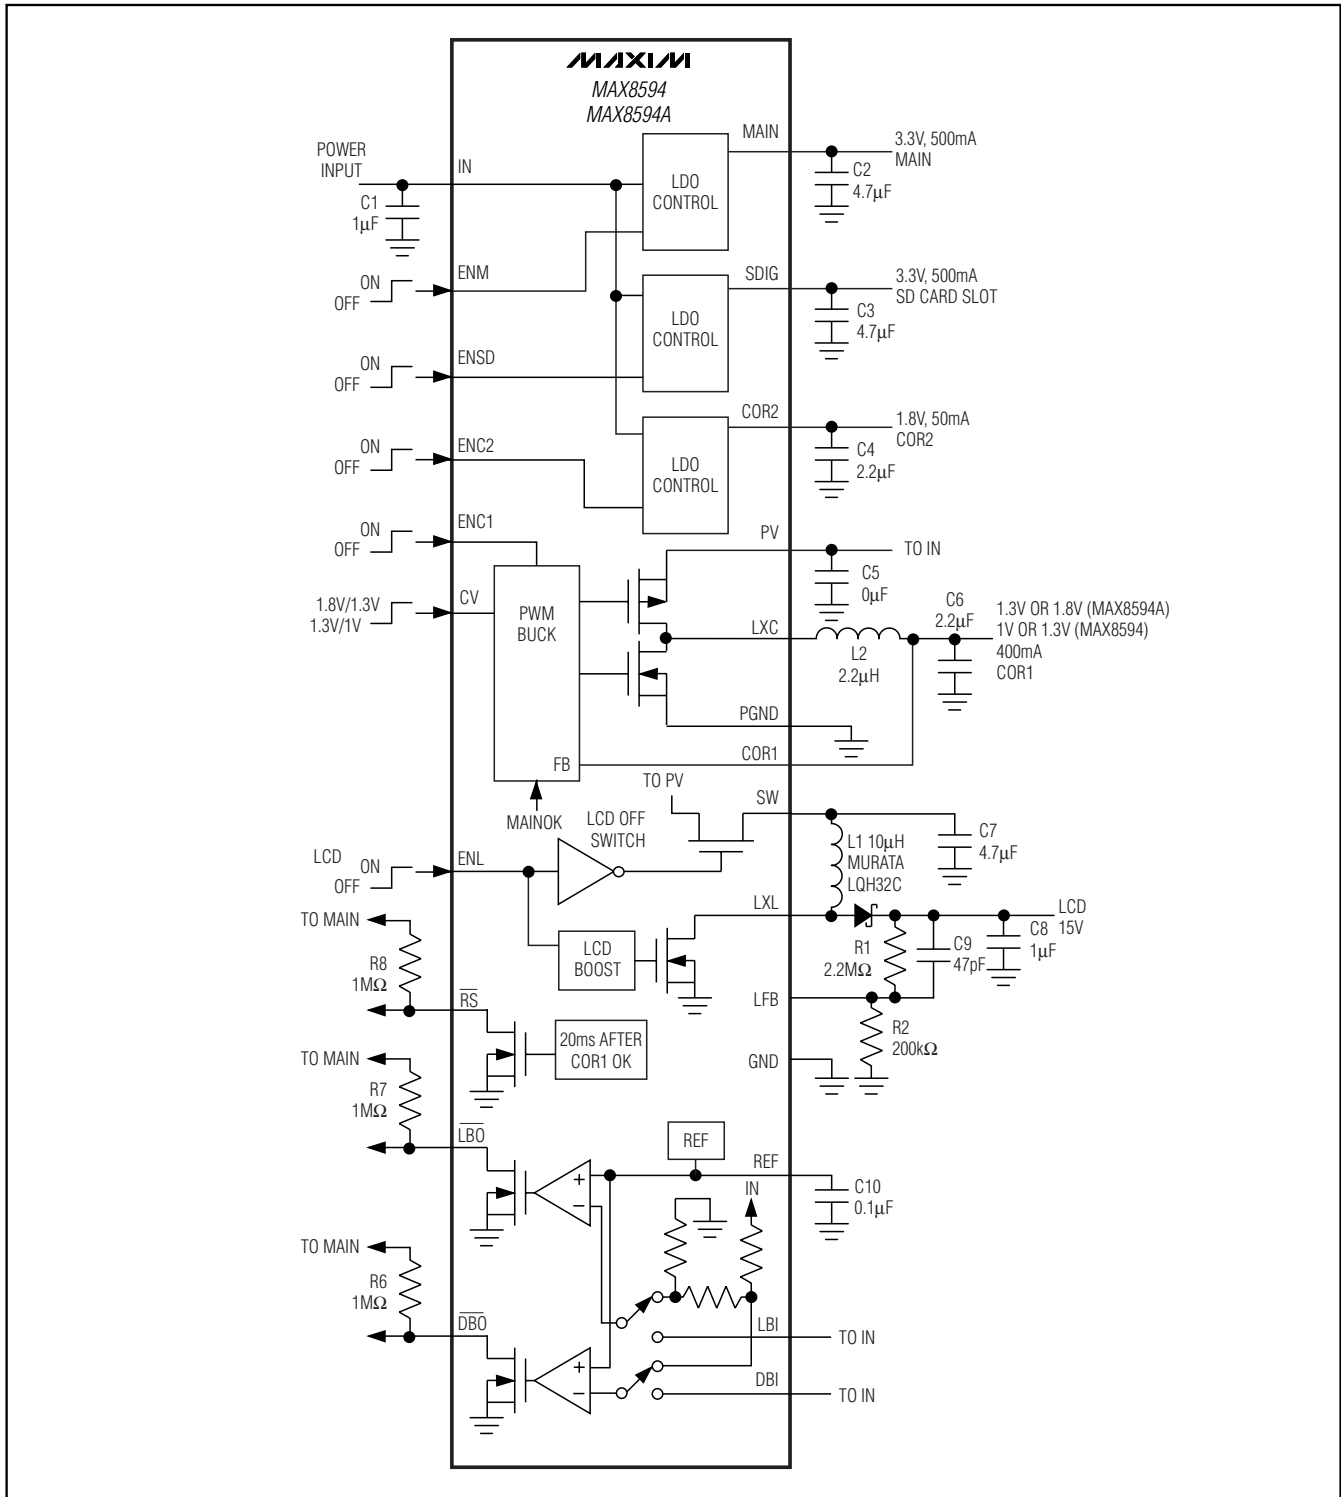 MAXIM
MAX8594
MAX8594A
POWER
INPUT
IN
C1
1µF
LDO
CONTROL
MAIN
3.3V, 500mA
MAIN
C2
4.7µF
ON
OFF
ENM
LDO
CONTROL
SDIG
3.3V, 500mA
SD CARD SLOT
C3
4.7µF
ON
OFF
ENSD
COR2
1.8V, 50mA
COR2
C4
2.2µF
ON
OFF
ENC2
LDO
CONTROL
ON
OFF
ENC1
PV
TO IN
C5
0µF
1.8V/1.3V
1.3V/1V
CV
PWM
BUCK
FB
MAINOK
LXC
L2
2.2µH
C6
2.2µF
1.3V OR 1.8V (MAX8594A)
1V OR 1.3V (MAX8594)
400mA
COR1
PGND
COR1
TO PV
SW
LCD OFF
SWITCH
L1 10µH
MURATA
LQH32C
C7
4.7µF
LCD
ON
OFF
ENL
LXL
LCD
BOOST
LCD
15V
R1
2.2MΩ
C9
47pF
C8
1µF
TO MAIN
R8
1MΩ
R̅S̅
20ms AFTER
COR1 OK
LFB
R2
200kΩ
GND
TO MAIN
R7
1MΩ
L̅B̅O̅
REF
REF
C10
0.1µF
+
−
IN
TO MAIN
R6
1MΩ
D̅B̅O̅
+
−
LBI
TO IN
DBI
TO IN